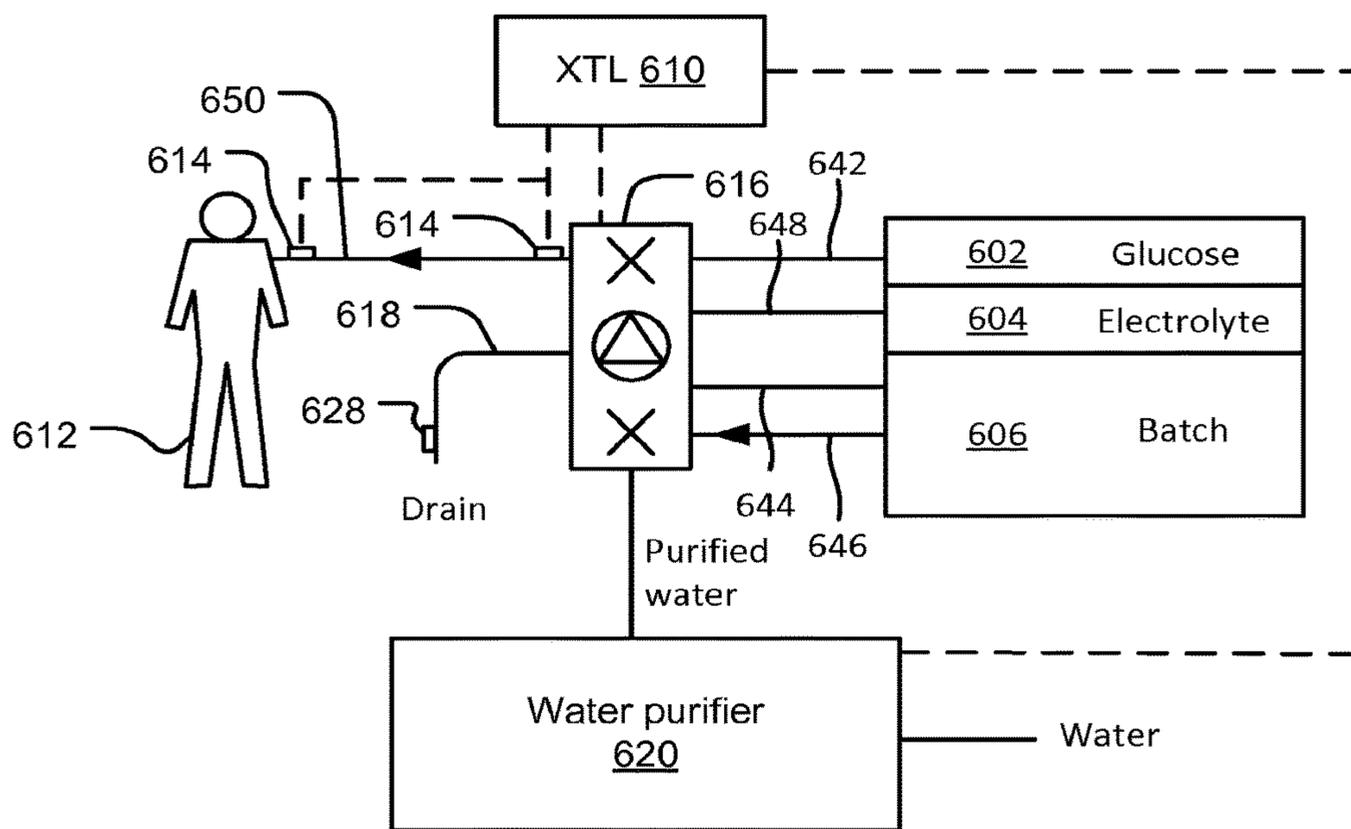 XTL 610
650
614
616
642
614
648
602 Glucose
618
604 Electrolyte
628
606 Batch
612
Drain
644
646
Purified
water
Water purifier
620
Water